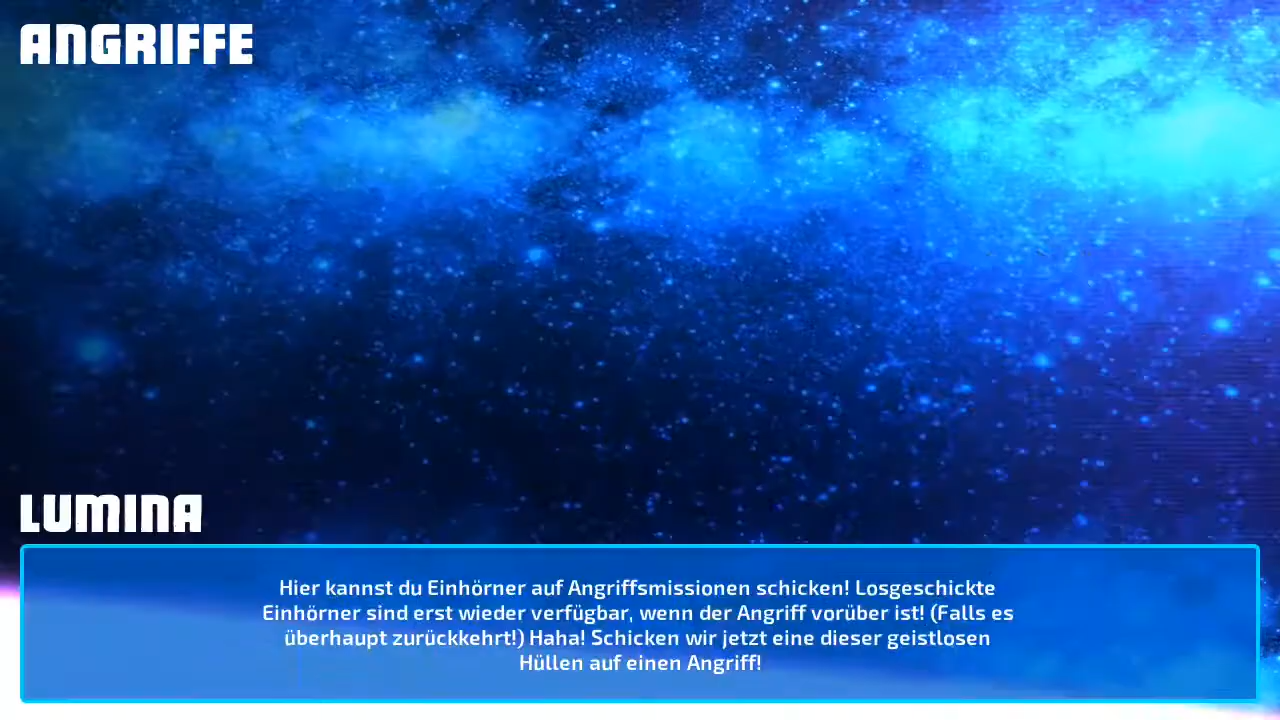 ANGRIFFE
LUMINA
Hier kannst du Einhörner auf Angriffsmissionen schicken! Losgeschickte
Einhörner sind erst wieder verfügbar, wenn der Angriff vorüber ist! (Falls es
überhaupt zurückkehrt!) Haha! Schicken wir jetzt eine dieser geistlosen
Hüllen auf einen Angriff!